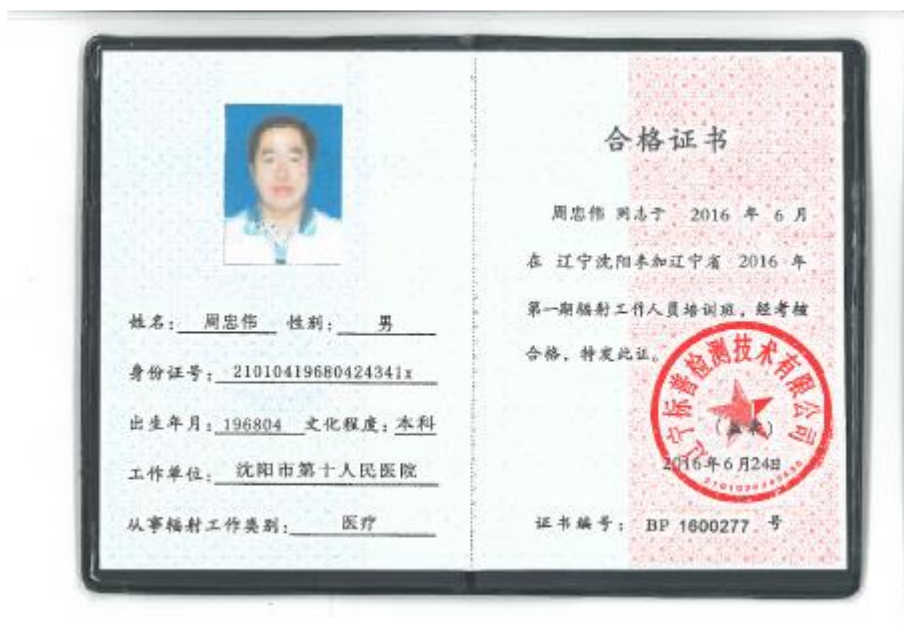 姓名：周忠伟 性别：男
身份证号：21010419680424341x
出生年月：196804 文化程度：本科
工作单位：沈阳市第十人民医院
从事辐射工作类别：医疗
合格证书
周忠伟 同志于 2016 年 6 月
在 辽宁沈阳参加辽宁省 2016 年
第一期辐射工作人员培训班，经考核
合格，特发此证。
辽宁标普检测技术有限公司
（盖章）
2016年6月24日
证书编号：BP 1600277 号